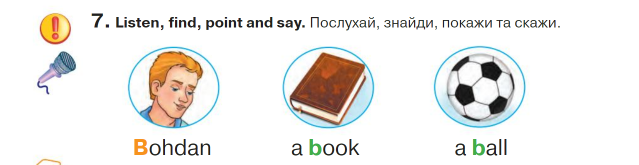 7. Listen, find, point and say. Послухай, знайди, покажи та скажи.
Bohdan a book a ball